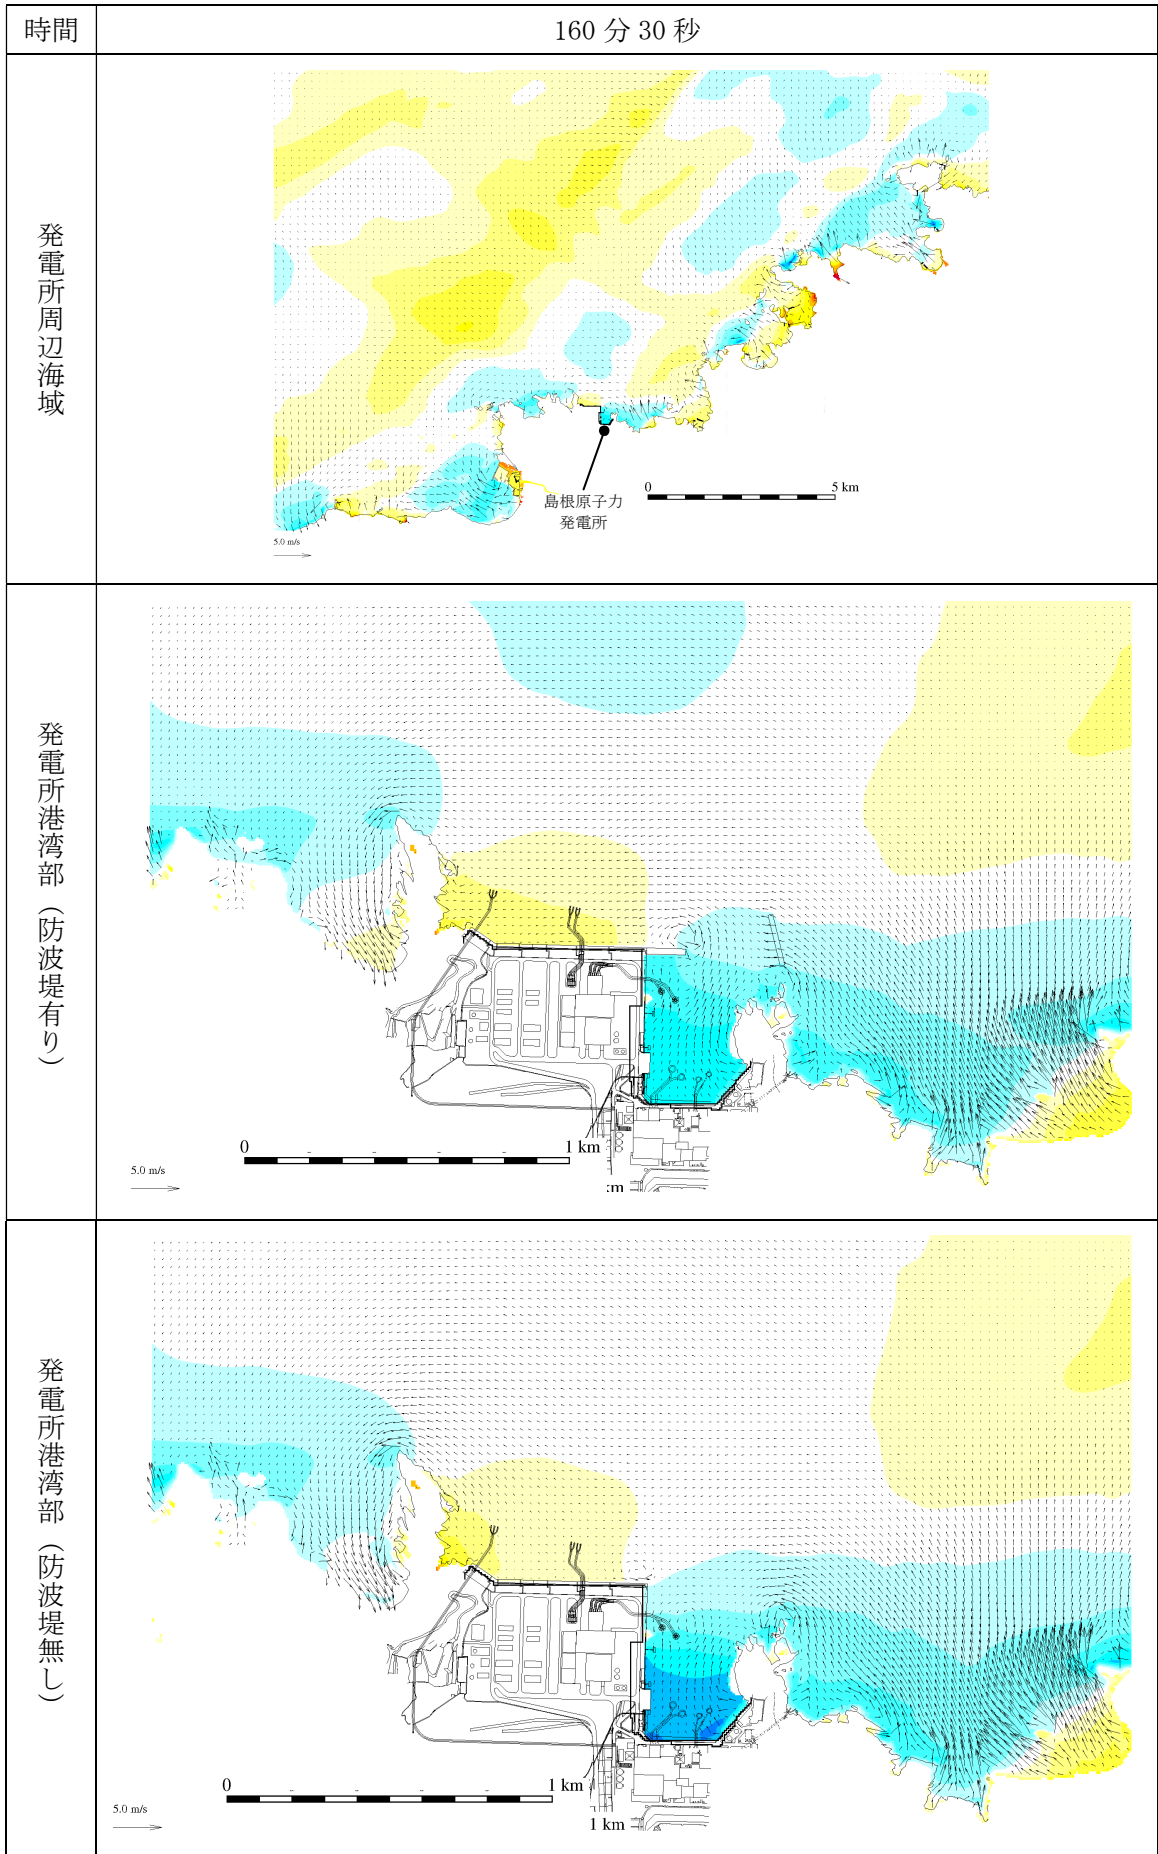 時間
160 分 30 秒
発電所周辺海域
島根原子力
発電所
0
5 km
5.0 m/s
発電所港湾部（防波堤有り）
0
1 km
5.0 m/s
km
発電所港湾部（防波堤無し）
0
1 km
5.0 m/s
1 km